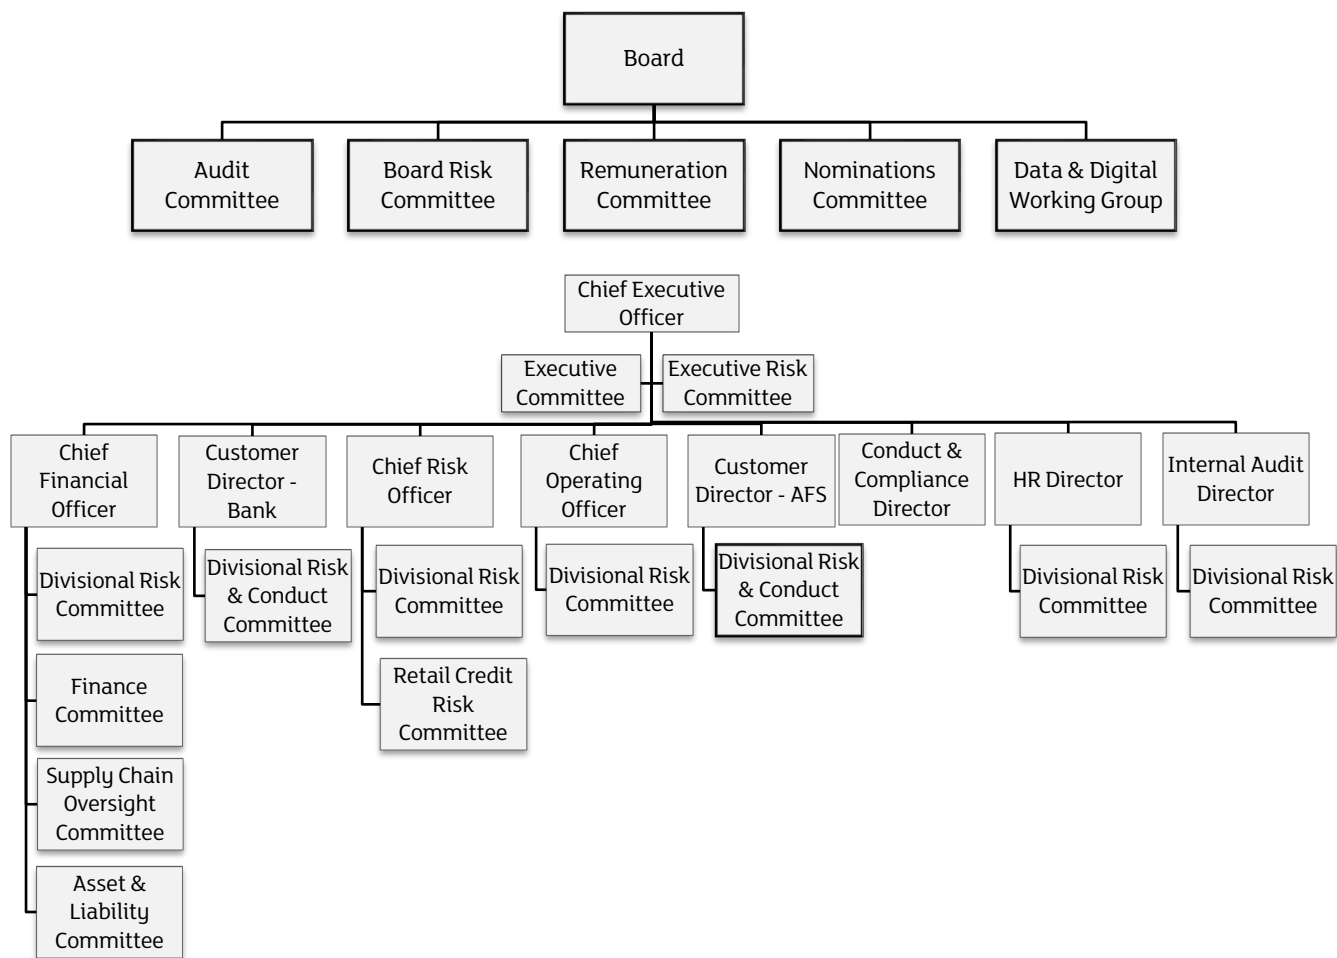 Board
Audit
Committee
Board Risk
Committee
Remuneration
Committee
Nominations
Committee
Data & Digital
Working Group
Chief Executive
Officer
Executive
Committee
Executive Risk
Committee
Chief
Financial
Officer
Customer
Director -
Bank
Chief Risk
Officer
Chief
Operating
Officer
Customer
Director - AFS
Conduct &
Compliance
Director
HR Director
Internal Audit
Director
Divisional Risk
Committee
Divisional Risk
& Conduct
Committee
Divisional Risk
Committee
Divisional Risk
Committee
Divisional Risk
& Conduct
Committee
Divisional Risk
Committee
Divisional Risk
Committee
Finance
Committee
Retail Credit
Risk
Committee
Supply Chain
Oversight
Committee
Asset &
Liability
Committee